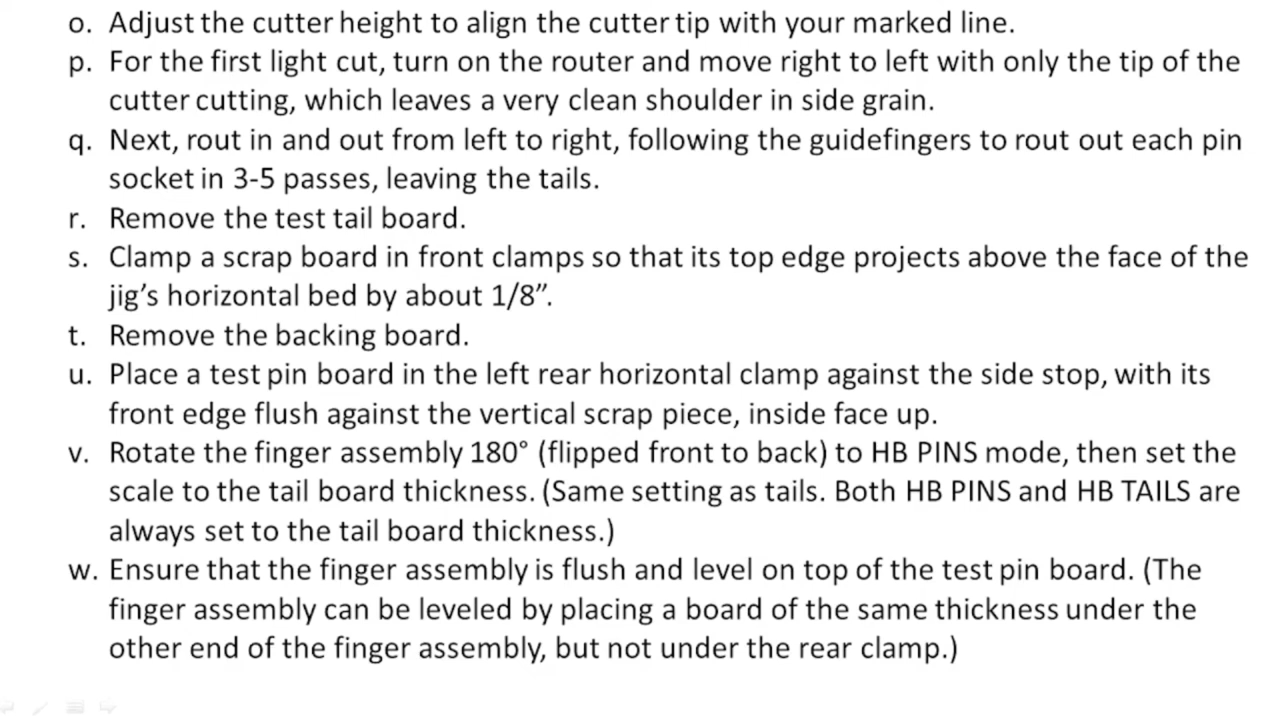 o. Adjust the cutter height to align the cutter tip with your marked line.
p. For the first light cut, turn on the router and move right to left with only the tip of the
cutter cutting, which leaves a very clean shoulder in side grain.
q. Next, rout in and out from left to right, following the guidefingers to rout out each pin
socket in 3-5 passes, leaving the tails.
r. Remove the test tail board.
s. Clamp a scrap board in front clamps so that its top edge projects above the face of the
jig’s horizontal bed by about 1/8”.
t. Remove the backing board.
u. Place a test pin board in the left rear horizontal clamp against the side stop, with its
front edge flush against the vertical scrap piece, inside face up.
v. Rotate the finger assembly 180° (flipped front to back) to HB PINS mode, then set the
scale to the tail board thickness. (Same setting as tails. Both HB PINS and HB TAILS are
always set to the tail board thickness.)
w. Ensure that the finger assembly is flush and level on top of the test pin board. (The
finger assembly can be leveled by placing a board of the same thickness under the
other end of the finger assembly, but not under the rear clamp.)